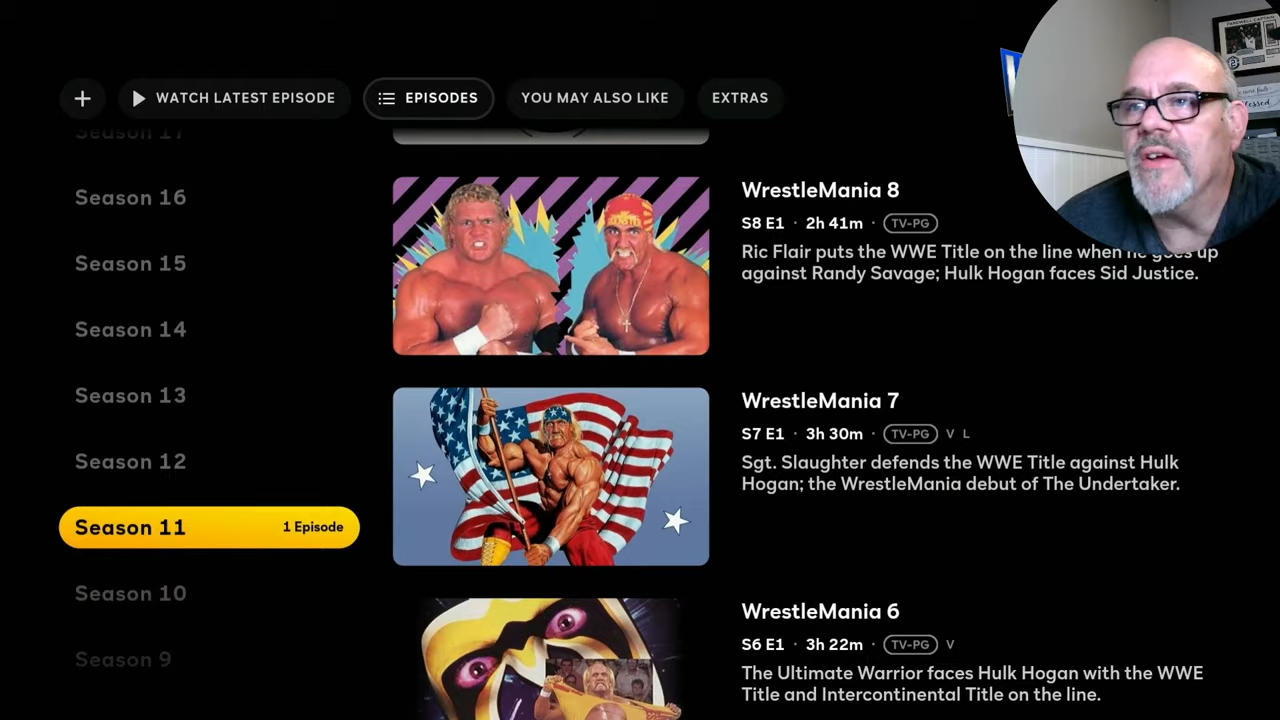 WATCH LATEST EPISODE
EPISODES
YOU MAY ALSO LIKE
EXTRAS
Season 17
Season 16
Season 15
Season 14
Season 13
Season 12
Season 11
1 Episode
Season 10
Season 9
WrestleMania 8
S8 E1 · 2h 41m · TV-PG
Ric Flair puts the WWE Title on the line when he goes up
against Randy Savage; Hulk Hogan faces Sid Justice.
WrestleMania 7
S7 E1 · 3h 30m · TV-PG V L
Sgt. Slaughter defends the WWE Title against Hulk
Hogan; the WrestleMania debut of The Undertaker.
WrestleMania 6
S6 E1 · 3h 22m · TV-PG V
The Ultimate Warrior faces Hulk Hogan with the WWE
Title and Intercontinental Title on the line.